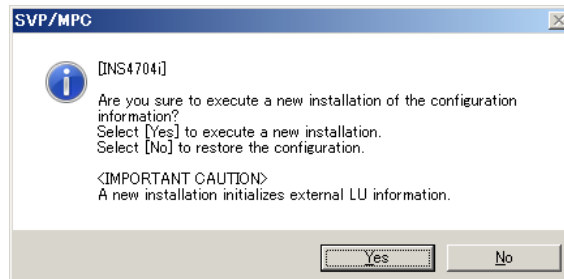 SVP/MPC
[INS4704i]
Are you sure to execute a new installation of the configuration
information?
Select [Yes] to execute a new installation.
Select [No] to restore the configuration.
<IMPORTANT CAUTION>
A new installation initializes external LU information.
Yes No